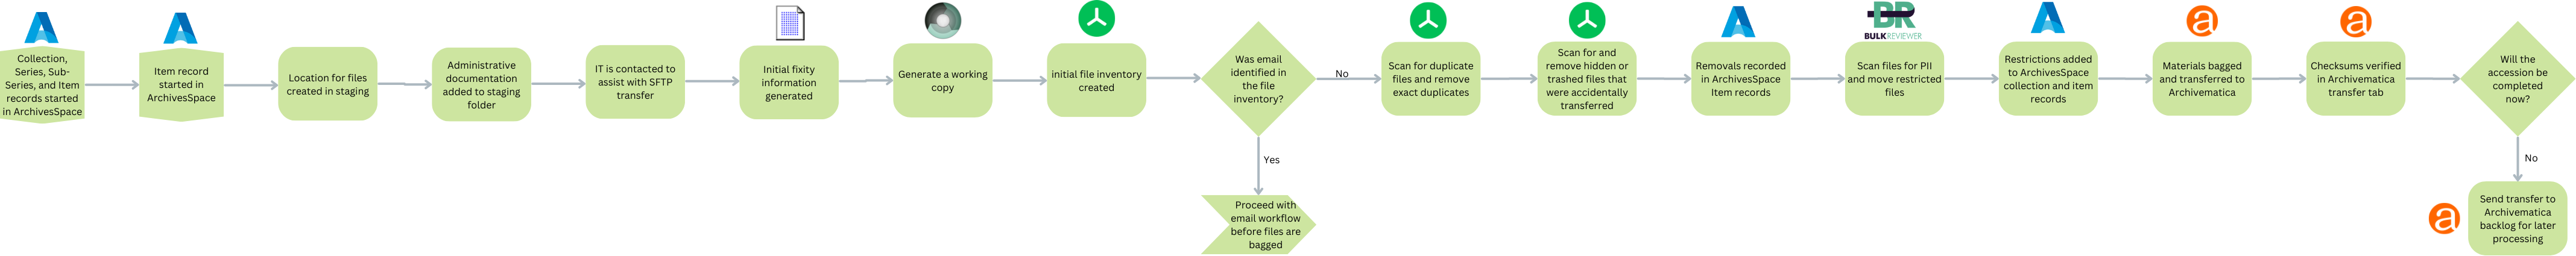 Collection,
Series, Sub-
Series, and Item
records started
in ArchivesSpace
Item record
started in
ArchivesSpace
Location for files
created in staging
Administrative
documentation
added to staging
folder
IT is contacted to
assist with SFTP
transfer
Initial fixity
information
generated
Generate a working
copy
initial file inventory
created
Was email
identified in
the file
inventory?
No
Yes
Proceed with
email workflow
before files are
bagged
Scan for duplicate
files and remove
exact duplicates
Scan for and
remove hidden or
trashed files that
were accidentally
transferred
Removals recorded
in ArchivesSpace
Item records
BR
BULKREVIEWER
Scan files for PII
and move restricted
files
Restrictions added
to ArchivesSpace
collection and item
records
Materials bagged
and transferred to
Archivematica
Checksums verified
in Archivematica
transfer tab
Will the
accession be
completed
now?
No
Send transfer to
Archivematica
backlog for later
processing